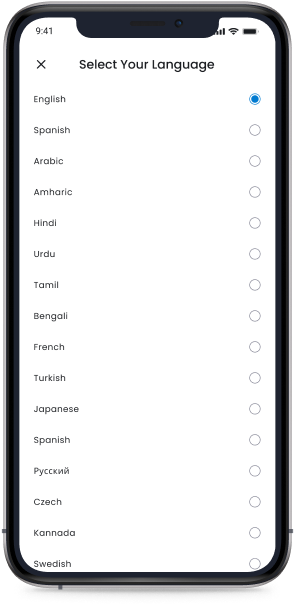 9:41
Select Your Language
English
Spanish
Arabic
Amharic
Hindi
Urdu
Tamil
Bengali
French
Turkish
Japanese
Spanish
Русский
Czech
Kannada
Swedish